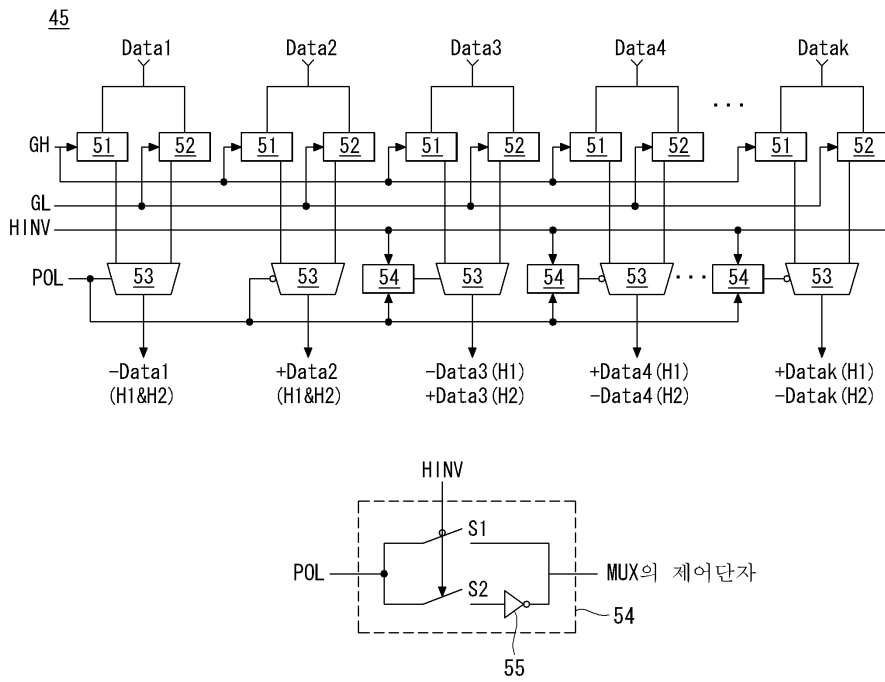 45
Data1 Data2 Data3 Data4 Datak
...
GH 51 52 51 52 51 52 51 52 51 52
GL
HINV
POL 53 53 54 53 54 53 ... 54 53
-Data1 +Data2 -Data3(H1) +Data4(H1) +Datak(H1)
(H1&H2) (H1&H2) +Data3(H2) -Data4(H2) -Datak(H2)
HINV
S1
POL MUX의 제어단자
S2
54
55